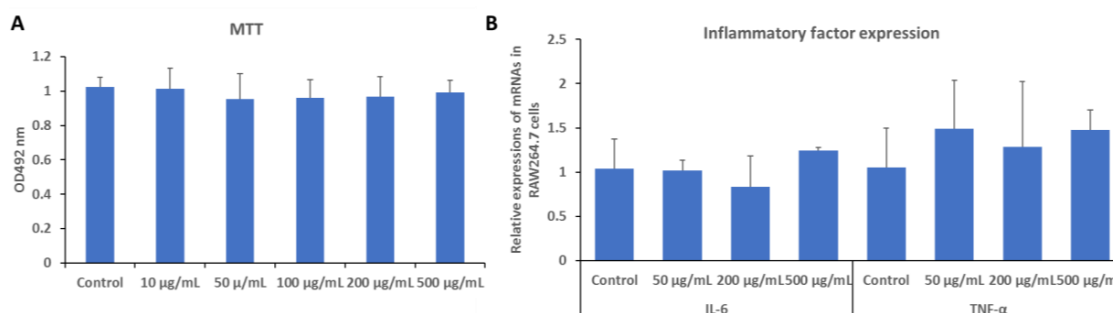 A
MTT
OD492 nm
1.2
1
0.8
0.6
0.4
0.2
0
Control 10 µg/mL 50 µ/mL 100 µg/mL 200 µg/mL 500 µg/mL
B
Inflammatory factor expression
Relative expressions of mRNAs in
RAW264.7 cells
2.5
2
1.5
1
0.5
0
Control 50 µg/mL 200 µg/mL 500 µg/mL Control 50 µg/mL 200 µg/mL 500 µg/m
IL-6 TNF-α